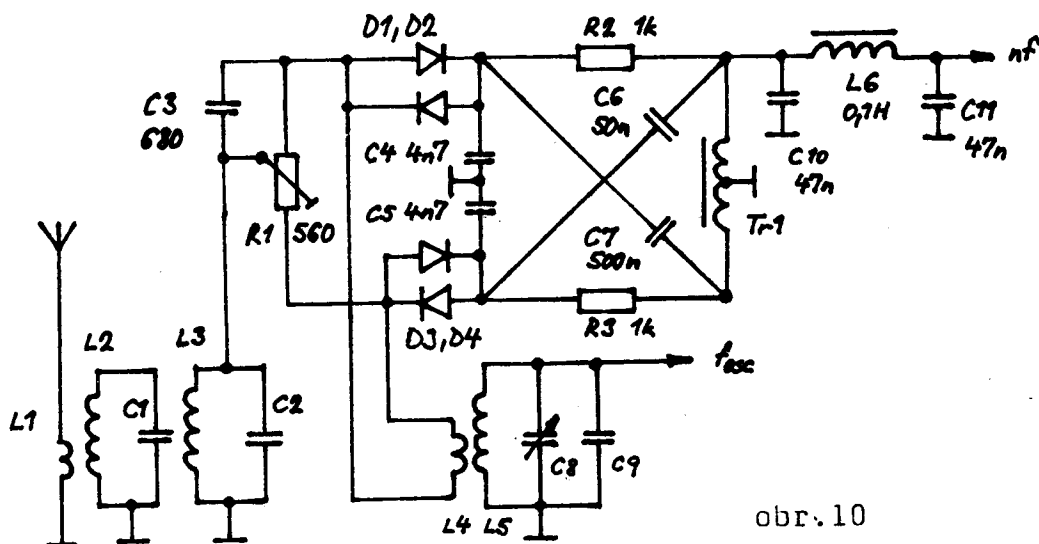 D1, D2
R2 1k
nf
C3
680
C6
50n
L6
0,1H
C11
47n
C4 4n7
C10
47n
C5 4n7
R1
560
C7
500n
Tr1
D3, D4
R3 1k
L2
L3
fosc
L1
C1
C2
C8
C9
L4 L5
obr.10